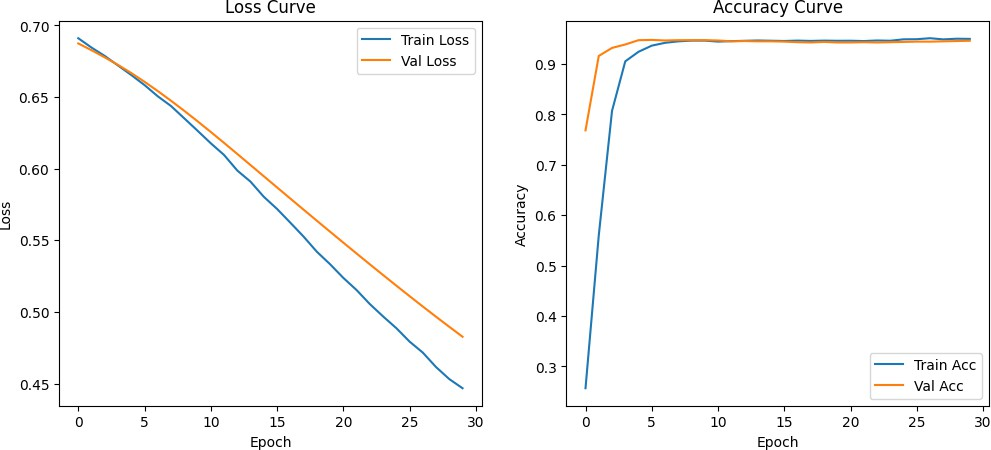 Loss Curve
0.70
0.65
0.60
0.55
0.50
0.45
Loss
0 5 10 15 20 25 30
Epoch
Train Loss
Val Loss
Accuracy Curve
0.9
0.8
0.7
0.6
0.5
0.4
0.3
Accuracy
0 5 10 15 20 25 30
Epoch
Train Acc
Val Acc